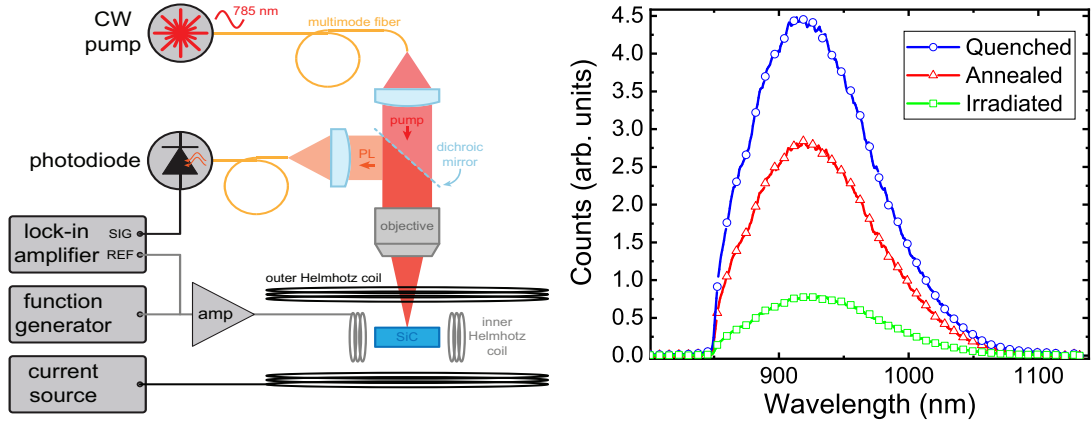 CW
pump
785 nm
multimode fiber
pump
PL
dichroic
mirror
photodiode
objective
lock-in
amplifier
SIG
REF
outer Helmhotz coil
function
generator
amp
SiC
inner
Helmhotz
coil
current
source
Counts (arb. units)
4.5
4.0
3.5
3.0
2.5
2.0
1.5
1.0
0.5
0.0
Quenched
Annealed
Irradiated
900
1000
1100
Wavelength (nm)